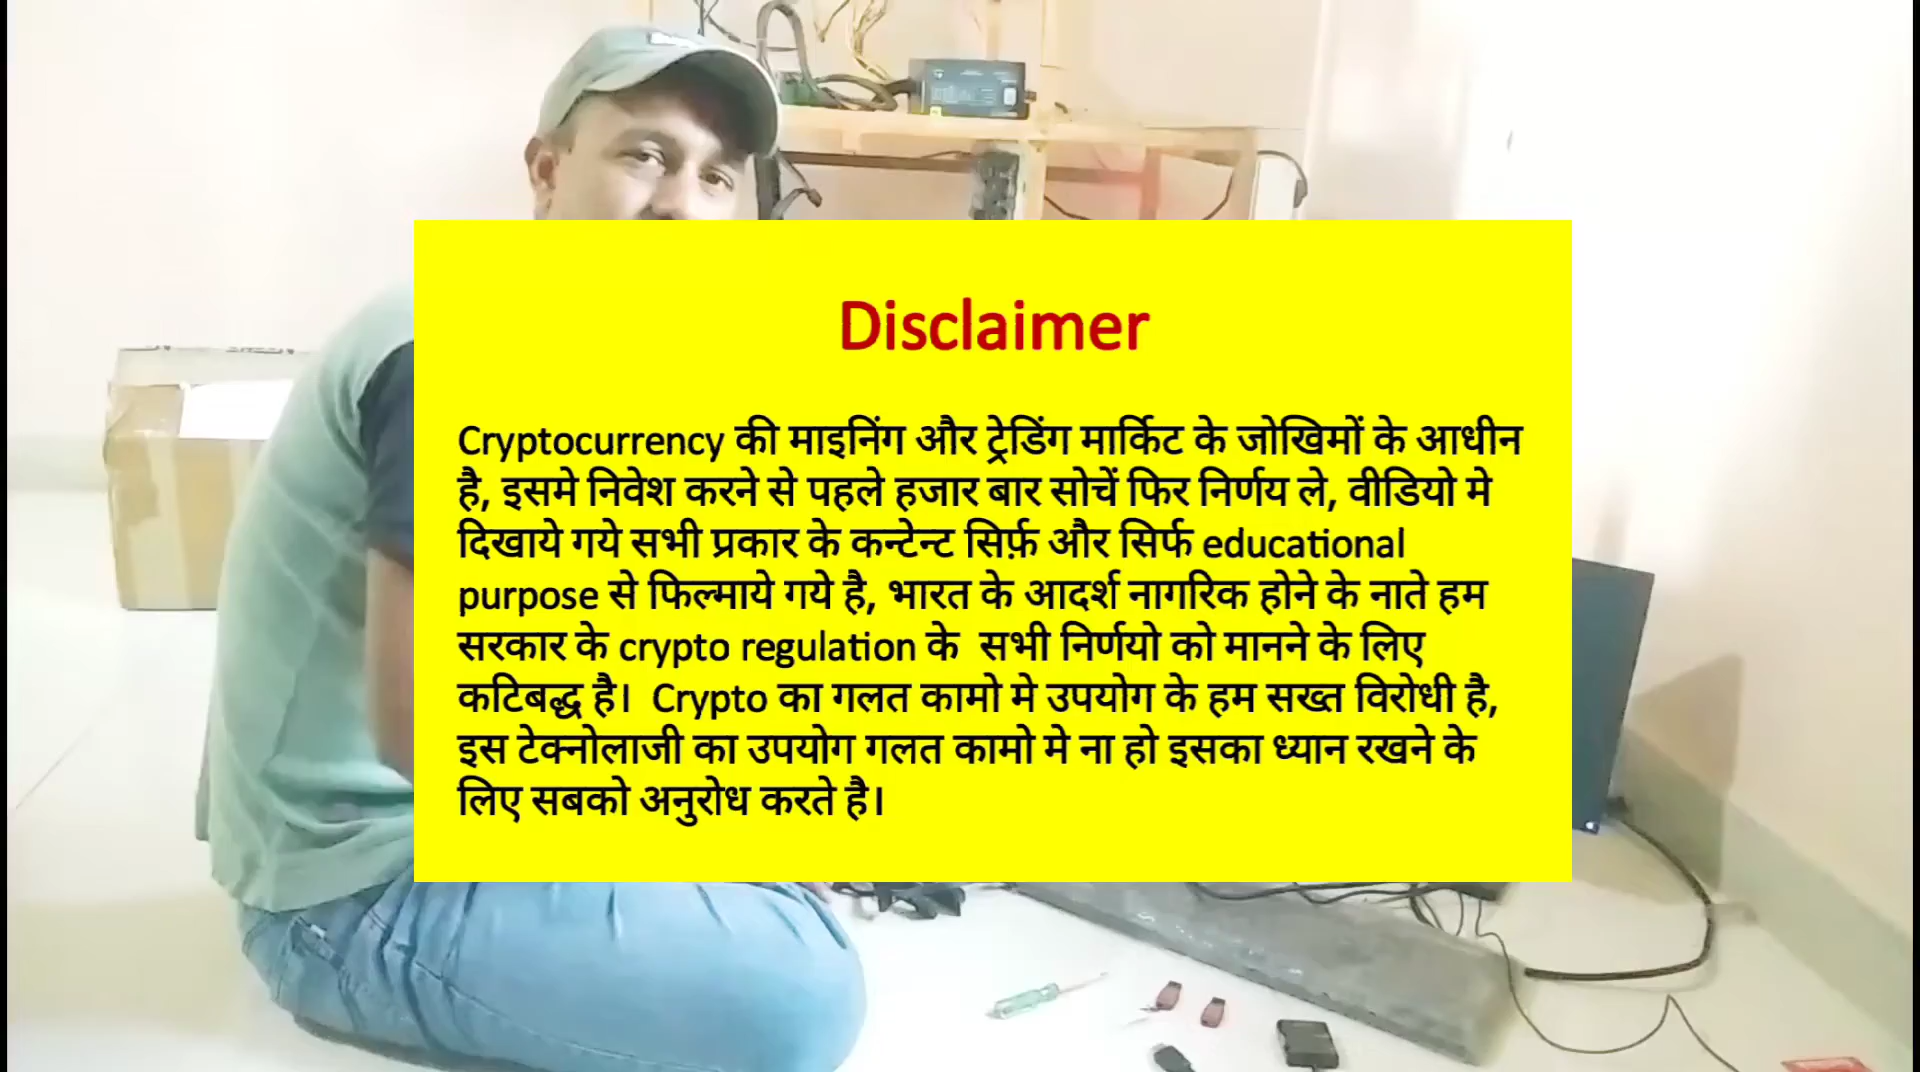 Disclaimer
Cryptocurrency की माइनिंग और ट्रेडिंग मार्किट के जोखिमों के आधीन
है, इसमे निवेश करने से पहले हजार बार सोचें फिर निर्णय ले, वीडियो मे
दिखाये गये सभी प्रकार के कन्टेन्ट सिर्फ़ और सिर्फ educational
purpose से फिल्माये गये है, भारत के आदर्श नागरिक होने के नाते हम
सरकार के crypto regulation के  सभी निर्णयो को मानने के लिए
कटिबद्ध है।  Crypto का गलत कामो मे उपयोग के हम सख्त विरोधी है,
इस टेक्नोलाजी का उपयोग गलत कामो मे ना हो इसका ध्यान रखने के
लिए सबको अनुरोध करते है।